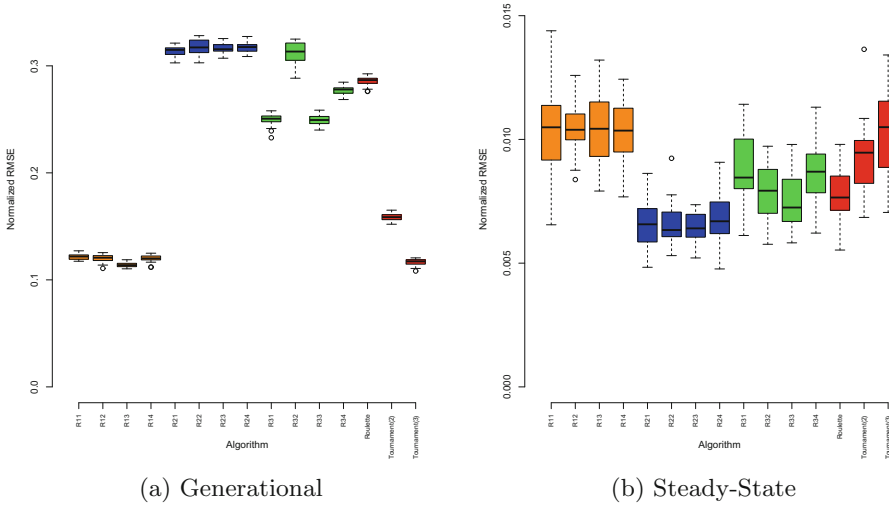 0.3
0.2
0.1
0.0
Normalized RMSE
R11
R12
R13
R14
R21
R22
R23
R24
R31
R32
R33
R34
Roulette
Tournament(2)
Tournament(3)
Algorithm
(a) Generational
0.015
0.010
0.005
0.000
Normalized RMSE
R11
R12
R13
R14
R21
R22
R23
R24
R31
R32
R33
R34
Roulette
Tournament(2)
Algorithm
(b) Steady-State